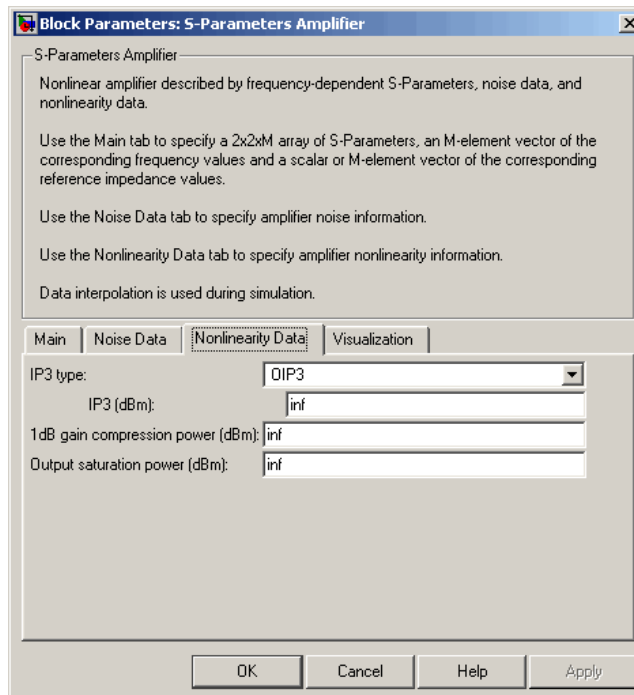 Block Parameters: S-Parameters Amplifier
S-Parameters Amplifier
Nonlinear amplifier described by frequency-dependent S-Parameters, noise data, and
nonlinearity data.
Use the Main tab to specify a 2x2xM array of S-Parameters, an M-element vector of the
corresponding frequency values and a scalar or M-element vector of the corresponding
reference impedance values.
Use the Noise Data tab to specify amplifier noise information.
Use the Nonlinearity Data tab to specify amplifier nonlinearity information.
Data interpolation is used during simulation.
Main Noise Data Nonlinearity Data Visualization
IP3 type: OIP3
IP3 (dBm): inf
1dB gain compression power (dBm): inf
Output saturation power (dBm): inf
OK Cancel Help Apply